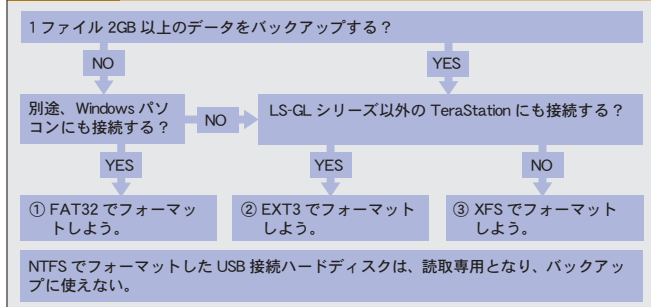 1ファイル 2GB 以上のデータをバックアップする？
NO
YES
別途、Windows パソ
コンにも接続する？
NO
LS-GL シリーズ以外の TeraStation にも接続する？
YES
YES
NO
① FAT32 でフォーマッ
トしよう。
② EXT3 でフォーマット
しよう。
③ XFS でフォーマット
しよう。
NTFS でフォーマットした USB 接続ハードディスクは、読取専用となり、バックアッ
プに使えない。